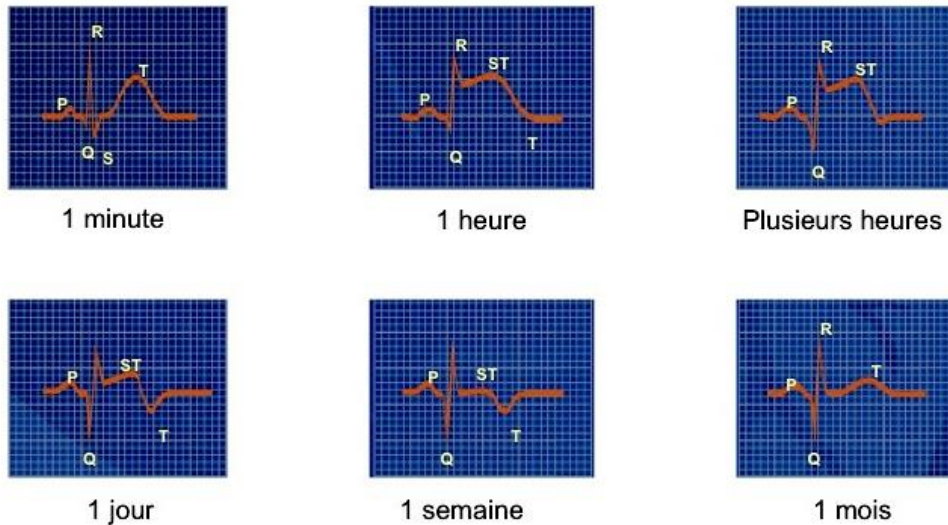 R
T
P
Q S
1 minute
R
ST
P
T
Q
1 heure
R
ST
P
Q
Plusieurs heures
ST
P
T
Q
1 jour
P
ST
T
Q
1 semaine
R
T
P
Q
1 mois